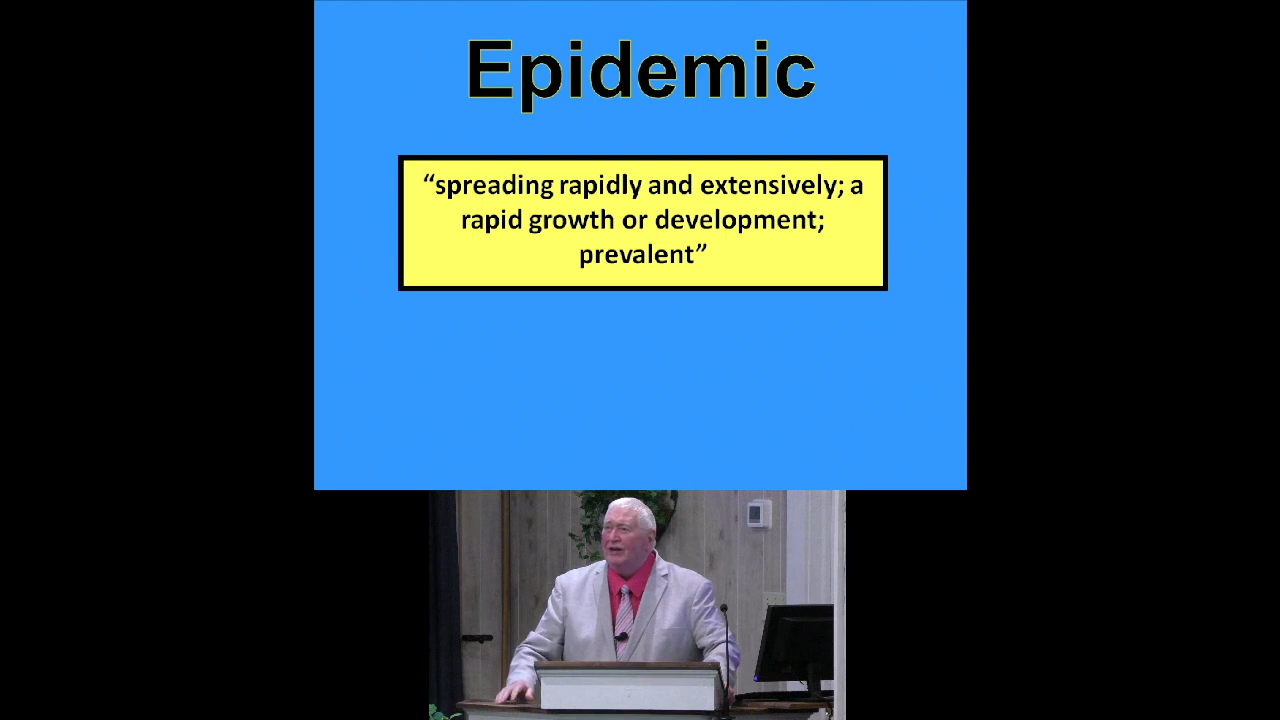 Epidemic
“spreading rapidly and extensively; a
rapid growth or development;
prevalent”